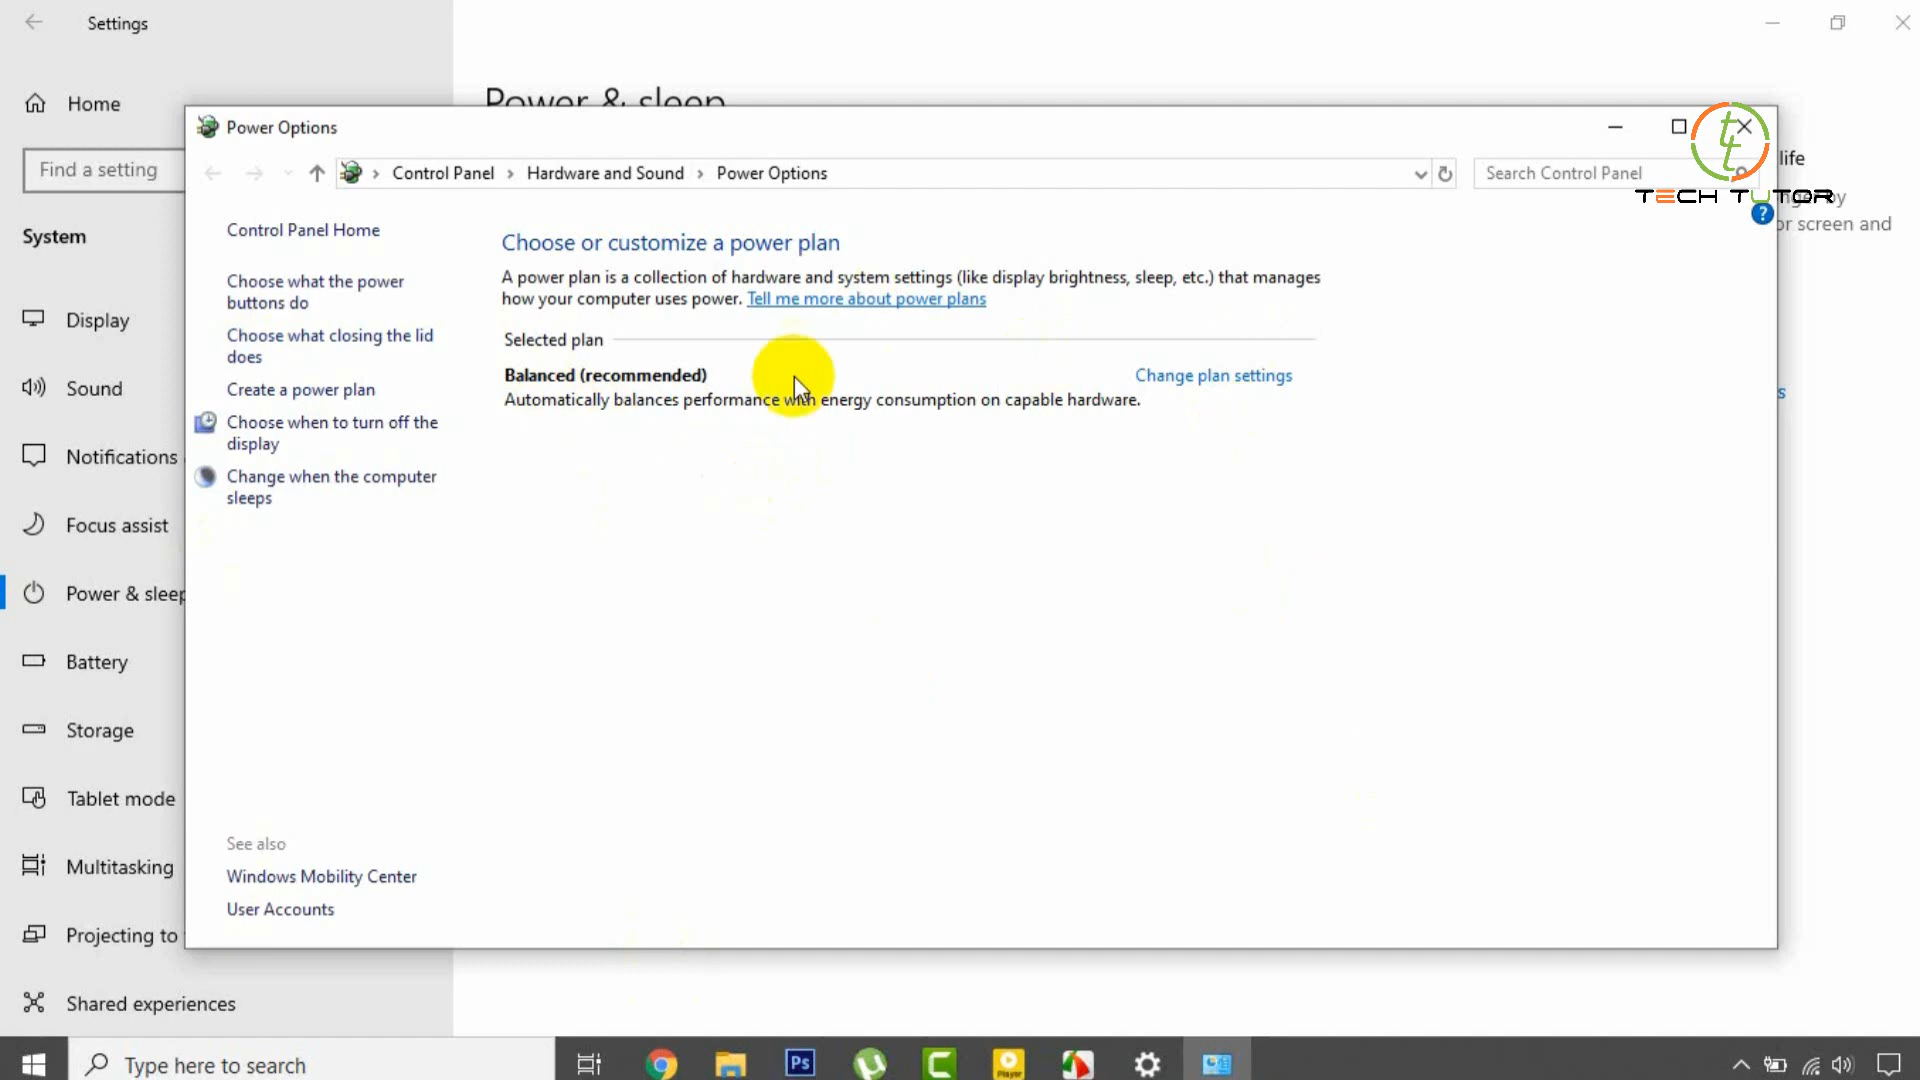 Settings
Home
Find a setting
System
Display
Sound
Notifications
Focus assist
Power & sleep
Battery
Storage
Tablet mode
Multitasking
Projecting to
Shared experiences
Power & sleep
Power Options
Control Panel > Hardware and Sound > Power Options
Search Control Panel
TECH TUTOR
life
by
or screen and
s
Control Panel Home
Choose what the power
buttons do
Choose what closing the lid
does
Create a power plan
Choose when to turn off the
display
Change when the computer
sleeps
See also
Windows Mobility Center
User Accounts
Choose or customize a power plan
A power plan is a collection of hardware and system settings (like display brightness, sleep, etc.) that manages
how your computer uses power. Tell me more about power plans
Selected plan
Balanced (recommended)
Change plan settings
Automatically balances performance with energy consumption on capable hardware.
Type here to search
Ps
Player